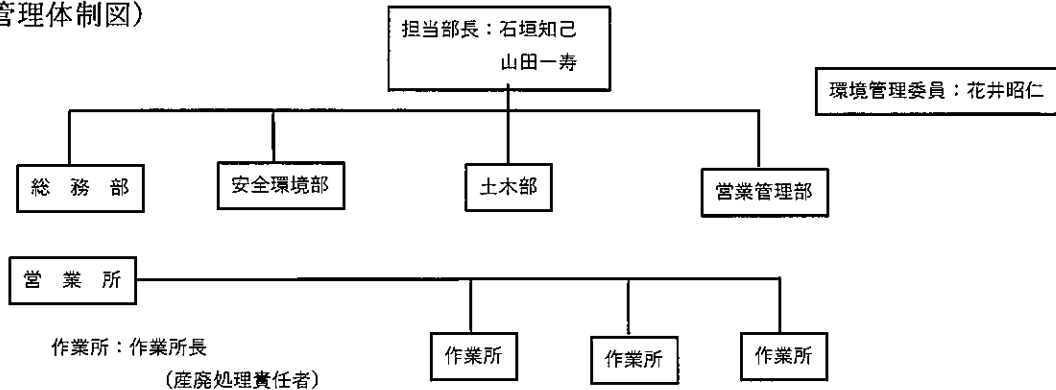 管理体制図）
担当部長：石垣知己
山田一寿
環境管理委員：花井昭仁
総　務　部
安全環境部
土木部
営業管理部
営　業　所
作業所：作業所長
（産廃処理責任者）
作業所
作業所
作業所